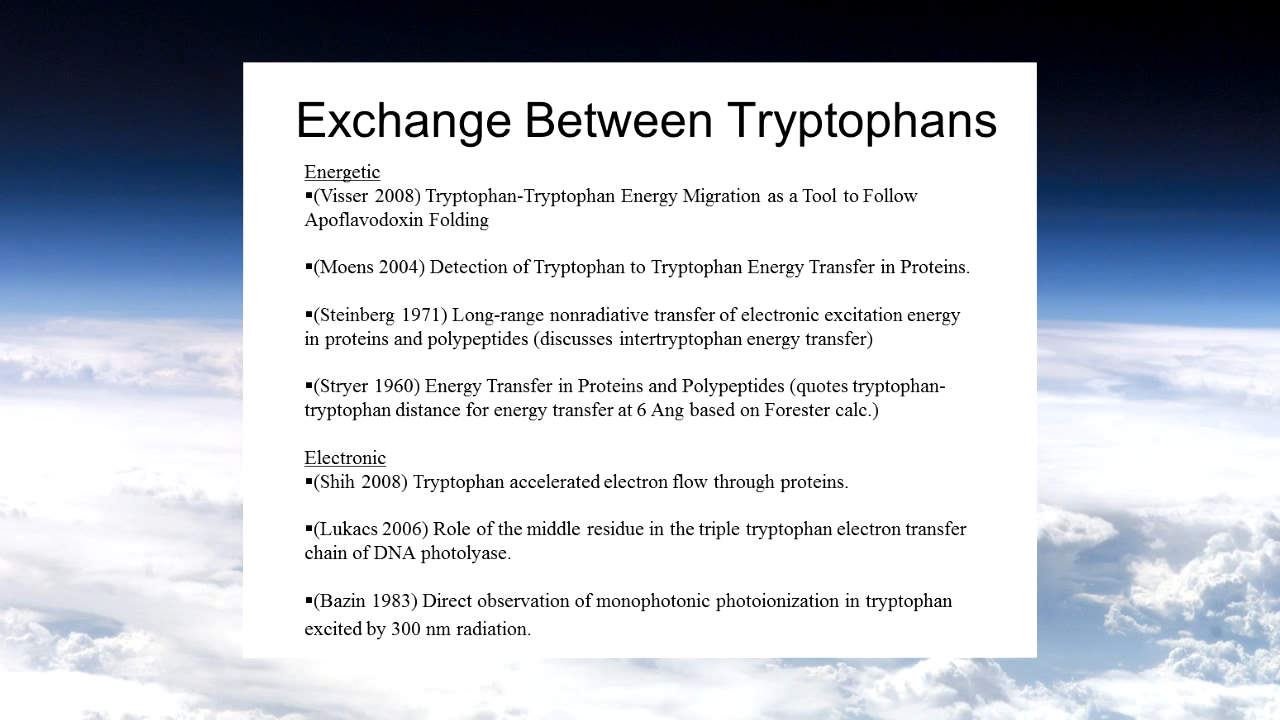 Exchange Between Tryptophans
Energetic
▪(Visser 2008) Tryptophan-Tryptophan Energy Migration as a Tool to Follow
Apoflavodoxin Folding
▪(Moens 2004) Detection of Tryptophan to Tryptophan Energy Transfer in Proteins.
▪(Steinberg 1971) Long-range nonradiative transfer of electronic excitation energy
in proteins and polypeptides (discusses intertryptophan energy transfer)
▪(Stryer 1960) Energy Transfer in Proteins and Polypeptides (quotes tryptophan-
tryptophan distance for energy transfer at 6 Ang based on Forester calc.)
Electronic
▪(Shih 2008) Tryptophan accelerated electron flow through proteins.
▪(Lukacs 2006) Role of the middle residue in the triple tryptophan electron transfer
chain of DNA photolyase.
▪(Bazin 1983) Direct observation of monophotonic photoionization in tryptophan
excited by 300 nm radiation.